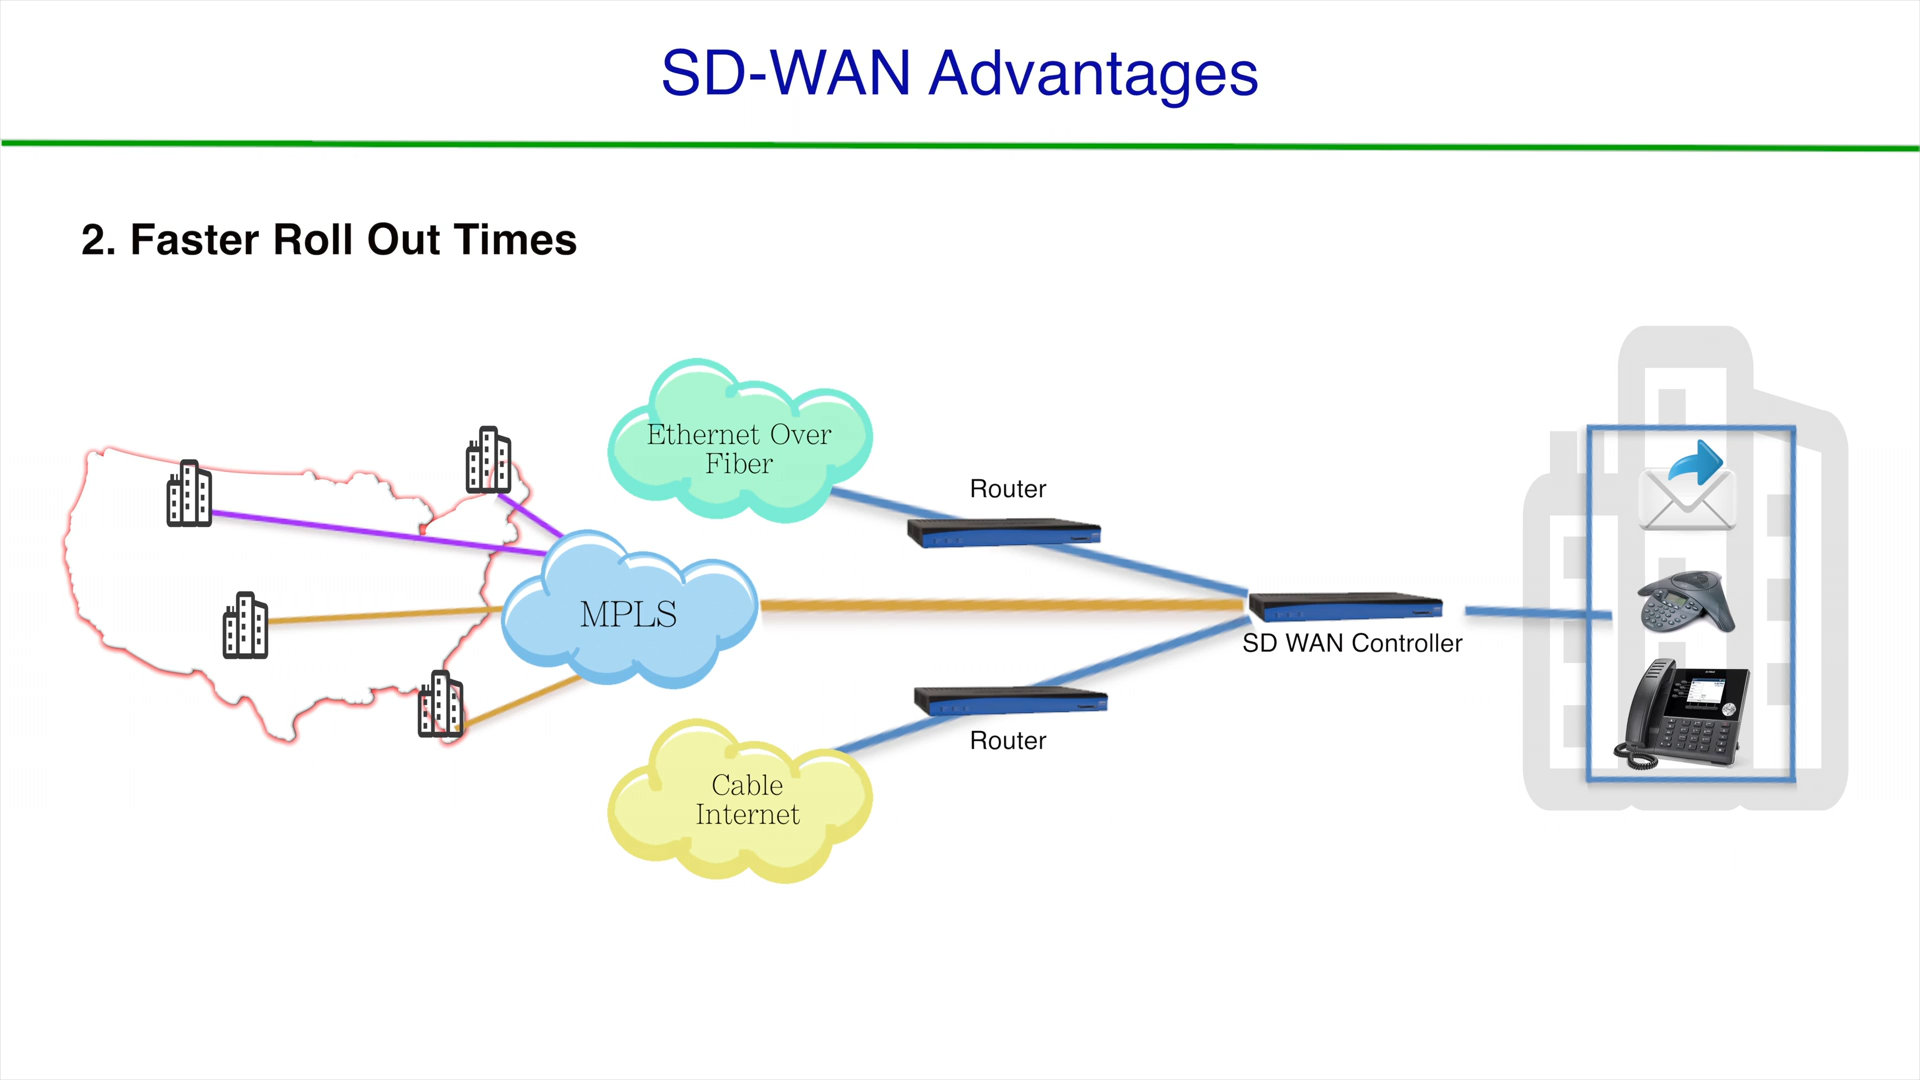 SD-WAN Advantages
2. Faster Roll Out Times
Ethernet Over
Fiber
Router
MPLS
SD WAN Controller
Router
Cable
Internet